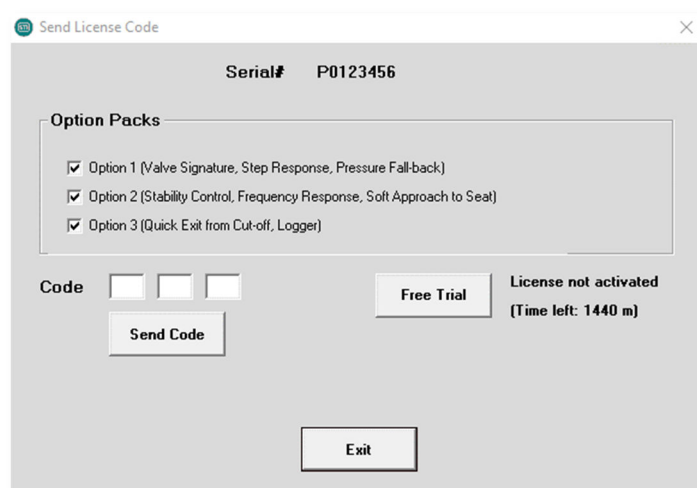 Send License Code
Serial# P0123456
Option Packs
Option 1 (Valve Signature, Step Response, Pressure Fall-back)
Option 2 (Stability Control, Frequency Response, Soft Approach to Seat)
Option 3 (Quick Exit from Cut-off, Logger)
Code
Free Trial
License not activated
(Time left: 1440 m)
Send Code
Exit